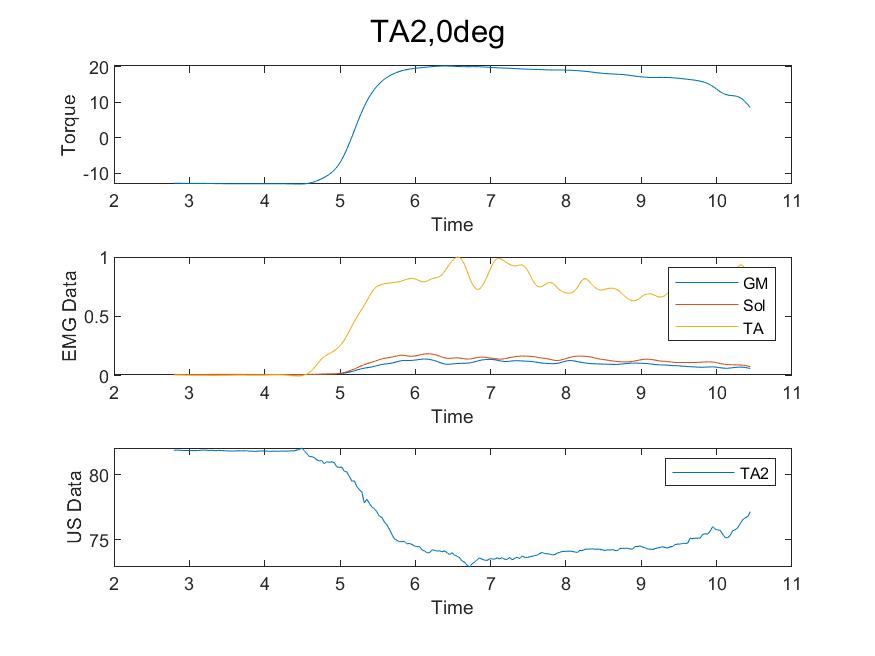 TA2,0deg
20
10
0
-10
Torque
2 3 4 5 6 7 8 9 10 11
Time
1
0.5
0
EMG Data
GM
Sol
TA
2 3 4 5 6 7 8 9 10 11
Time
80
75
US Data
TA2
2 3 4 5 6 7 8 9 10 11
Time